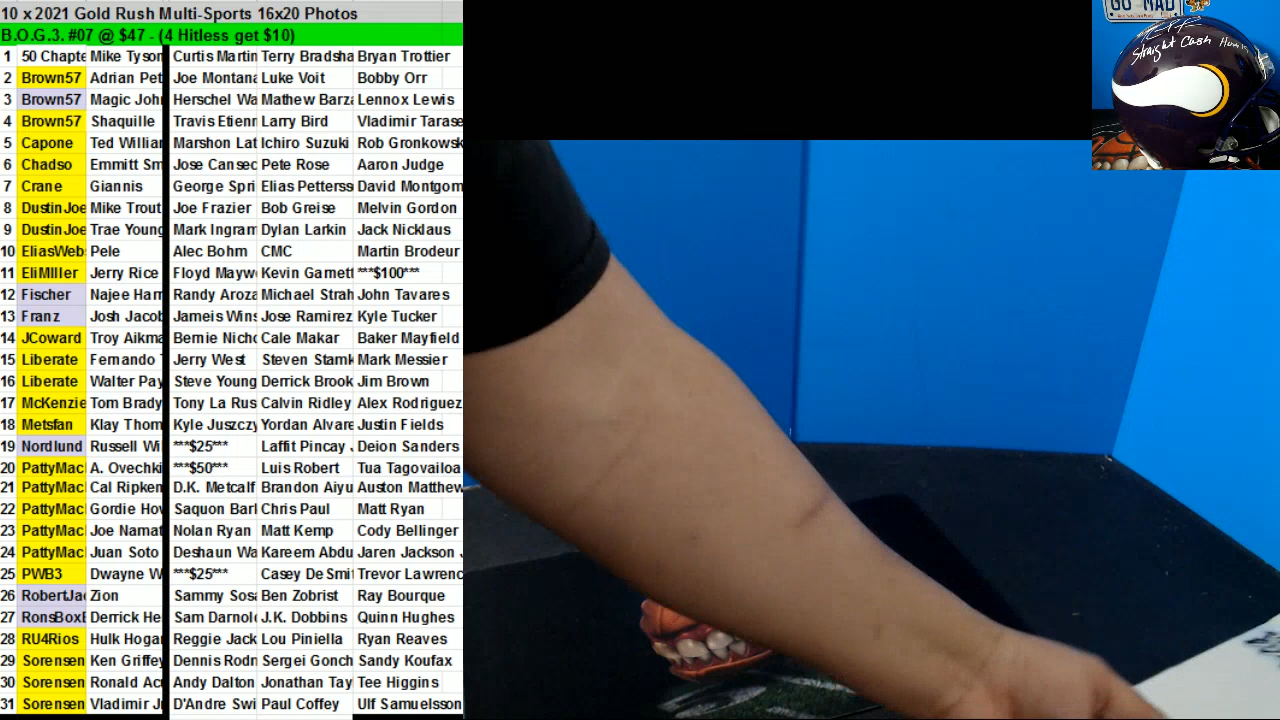 10 x 2021 Gold Rush Multi-Sports 16x20 Photos
B.O.G.3. #07 @ $47 - (4 Hitless get $10)
1 50 Chapte Mike Tyson Curtis Martin Terry Bradsha Bryan Trottier
2 Brown57 Adrian Pet Joe Montana Luke Voit Bobby Orr
3 Brown57 Magic Joh Herschel Wa Mathew Barza Lennox Lewis
4 Brown57 Shaquille Travis Etienn Larry Bird Vladimir Tarase
5 Capone Ted Willian Marshon Lat Ichiro Suzuki Rob Gronkowsk
6 Chadso Emmitt Sm Jose Cansec Pete Rose Aaron Judge
7 Crane Giannis George Spri Elias Petterss David Montgom
8 DustinJoe Mike Trout Joe Frazier Bob Greise Melvin Gordon
9 DustinJoe Trae Young Mark Ingram Dylan Larkin Jack Nicklaus
10 EliasWebs Pele Alec Bohm CMC Martin Brodeur
11 EliMIller Jerry Rice Floyd Mayw Kevin Garnett ***$100***
12 Fischer Najee Harr Randy Aroza Michael Strah John Tavares
13 Franz Josh Jacob Jameis Wins Jose Ramirez Kyle Tucker
14 JCoward Troy Aikma Bernie Nicho Cale Makar Baker Mayfield
15 Liberate Fernando Jerry West Steven Stamk Mark Messier
16 Liberate Walter Pay Steve Young Derrick Brook Jim Brown
17 McKenzie Tom Brady Tony La Rus Calvin Ridley Alex Rodriguez
18 Metsfan Klay Thom Kyle Juszczy Yordan Alvare Justin Fields
19 Nordlund Russell Wi ***$25*** Laffit Pincay Deion Sanders
20 PattyMac A. Ovechki ***$50*** Luis Robert Tua Tagovailoa
21 PattyMac Cal Ripken D.K. Metcalf Brandon Aiyu Auston Matthew
22 PattyMac Gordie Ho Saquon Bar Chris Paul Matt Ryan
23 PattyMac Joe Namat Nolan Ryan Matt Kemp Cody Bellinger
24 PattyMac Juan Soto Deshaun Wa Kareem Abdu Jaren Jackson
25 PWB3 Dwayne W ***$25*** Casey DeSmit Trevor Lawrenc
26 RobertJa Zion Sammy Sosa Ben Zobrist Ray Bourque
27 RonsBox Derrick He Sam Darnol J.K. Dobbins Quinn Hughes
28 RU4Rios Hulk Hogan Reggie Jack Lou Piniella Ryan Reaves
29 Sorensen Ken Griffey Dennis Rodn Sergei Gonch Sandy Koufax
30 Sorensen Ronald Ac Andy Dalton Jonathan Tay Tee Higgins
31 Sorensen Vladimir J D'Andre Swi Paul Coffey Ulf Samuelsson
GO MAD
Straight Cash